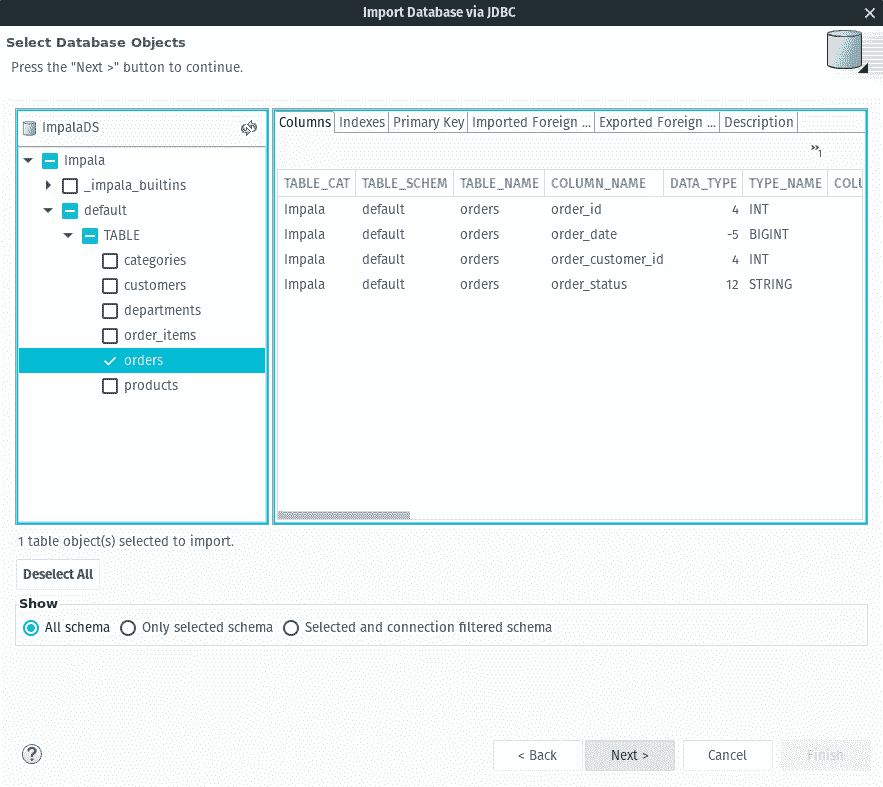 Import Database via JDBC
Select Database Objects
Press the "Next >" button to continue.
ImpalaDS
Impala
_impala_builtins
default
TABLE
categories
customers
departments
order_items
orders
products
Columns Indexes Primary Key Imported Foreign ... Exported Foreign ... Description
»1
TABLE_CAT TABLE_SCHEM TABLE_NAME COLUMN_NAME DATA_TYPE TYPE_NAME COLU
Impala default orders order_id 4 INT
Impala default orders order_date -5 BIGINT
Impala default orders order_customer_id 4 INT
Impala default orders order_status 12 STRING
1 table object(s) selected to import.
Deselect All
Show
All schema Only selected schema Selected and connection filtered schema
? < Back Next > Cancel Finish